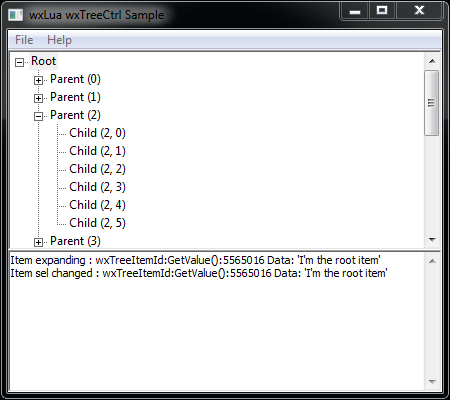 wxLua wxTreeCtrl Sample
File Help
Root
Parent (0)
Parent (1)
Parent (2)
Child (2, 0)
Child (2, 1)
Child (2, 2)
Child (2, 3)
Child (2, 4)
Child (2, 5)
Parent (3)
Item expanding : wxTreeItemId:GetValue():5565016 Data: 'I'm the root item'
Item sel changed : wxTreeItemId:GetValue():5565016 Data: 'I'm the root item'